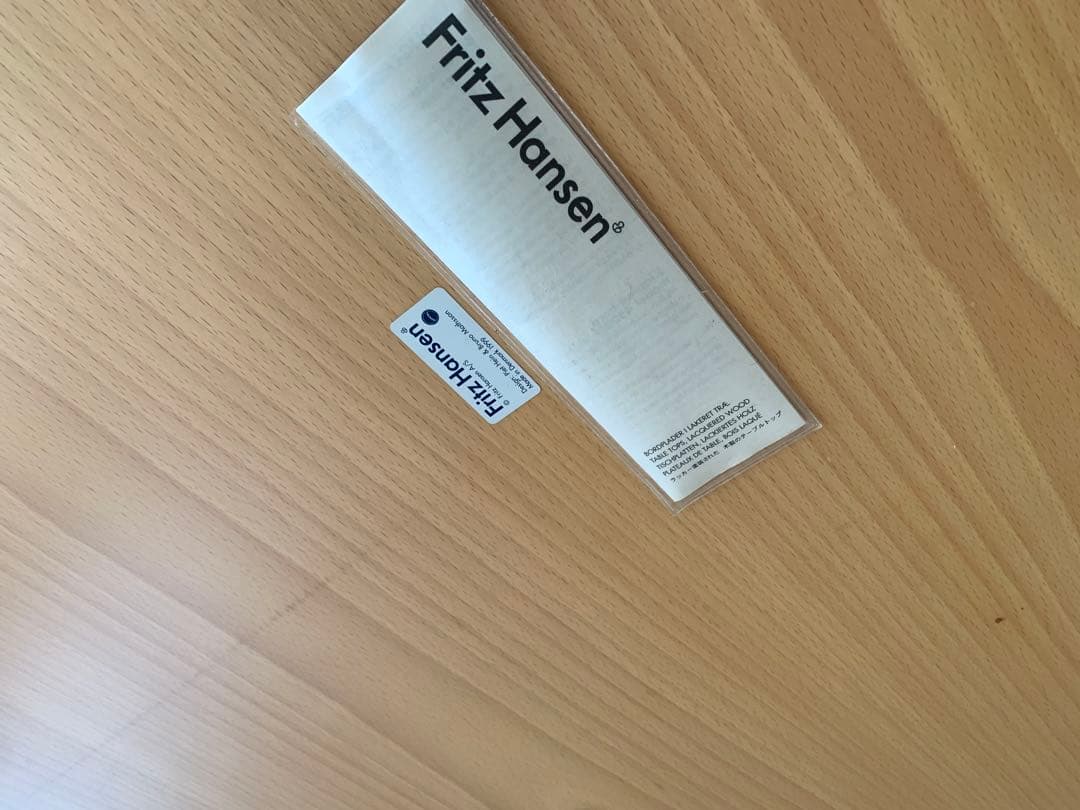 Fritz Hansen
BORDPLADER I LAKERET TRÆ.
TABLE TOPS, LACQUERED WOOD
TISCHPLATTEN, LACKIERTES HOLZ
PLATEAUX DE TABLE, BOIS LAQUÉ
ラッカー塗装された 木製のテーブルトップ
Fritz Hansen
© Fritz Hansen A/S
Design: Piet Hein & Bruno Mathsson
Made in Denmark 1999